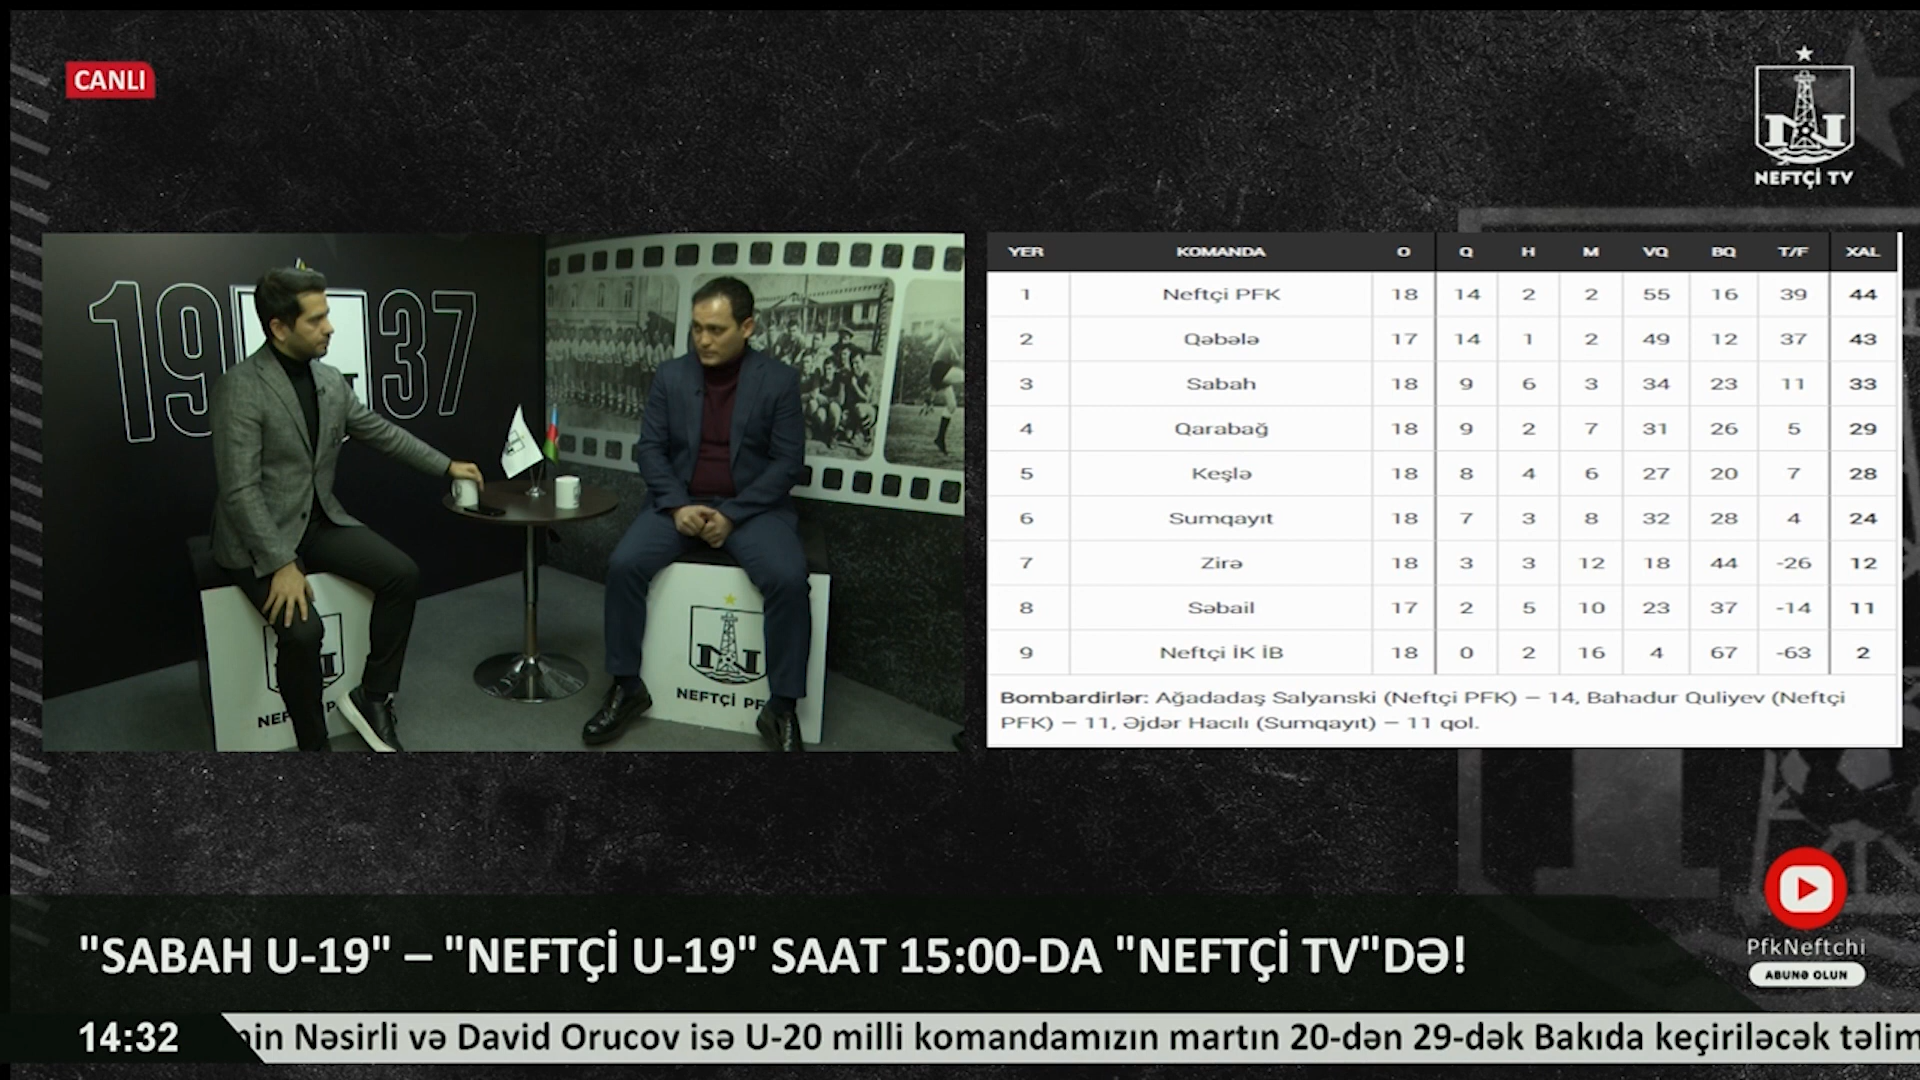 CANLI
NEFTÇİ TV
1937
NEFTÇİ PF
YER KOMANDA O Q H M VQ BQ T/F XAL
1 Neftçi PFK 18 14 2 2 55 16 39 44
2 Qəbələ 17 14 1 2 49 12 37 43
3 Sabah 18 9 6 3 34 23 11 33
4 Qarabağ 18 9 2 7 31 26 5 29
5 Keşlə 18 8 4 6 27 20 7 28
6 Sumqayıt 18 7 3 8 32 28 4 24
7 Zirə 18 3 3 12 18 44 -26 12
8 Səbail 17 2 5 10 23 37 -14 11
9 Neftçi İK İB 18 0 2 16 4 67 -63 2
Bombardirlər: Ağadadaş Salyanski (Neftçi PFK) – 14, Bahadur Quliyev (Neftçi
PFK) – 11, Əjdər Hacılı (Sumqayıt) – 11 qol.
"SABAH U-19" – "NEFTÇİ U-19" SAAT 15:00-DA "NEFTÇİ TV"DƏ!
PfkNeftchi
ABUNƏ OLUN
14:32
Nəsirli və David Orucov isə U-20 milli komandamızın martın 20-dən 29-dək Bakıda keçiriləcək təlim